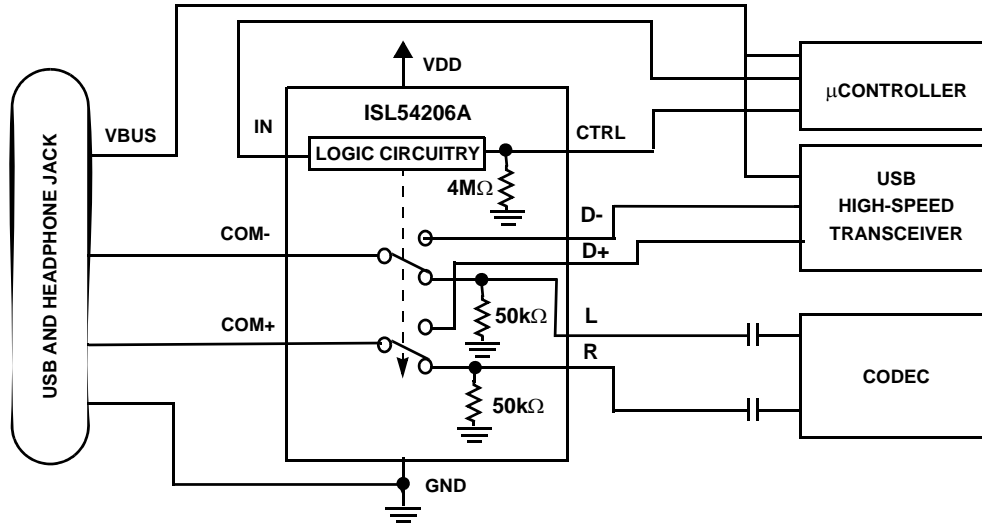 VDD
ISL54206A
IN
LOGIC CIRCUITRY
CTRL
4MΩ
VBUS
USB AND HEADPHONE JACK
COM-
COM+
D-
D+
50kΩ
L
R
50kΩ
GND
μCONTROLLER
USB
HIGH-SPEED
TRANSCEIVER
CODEC